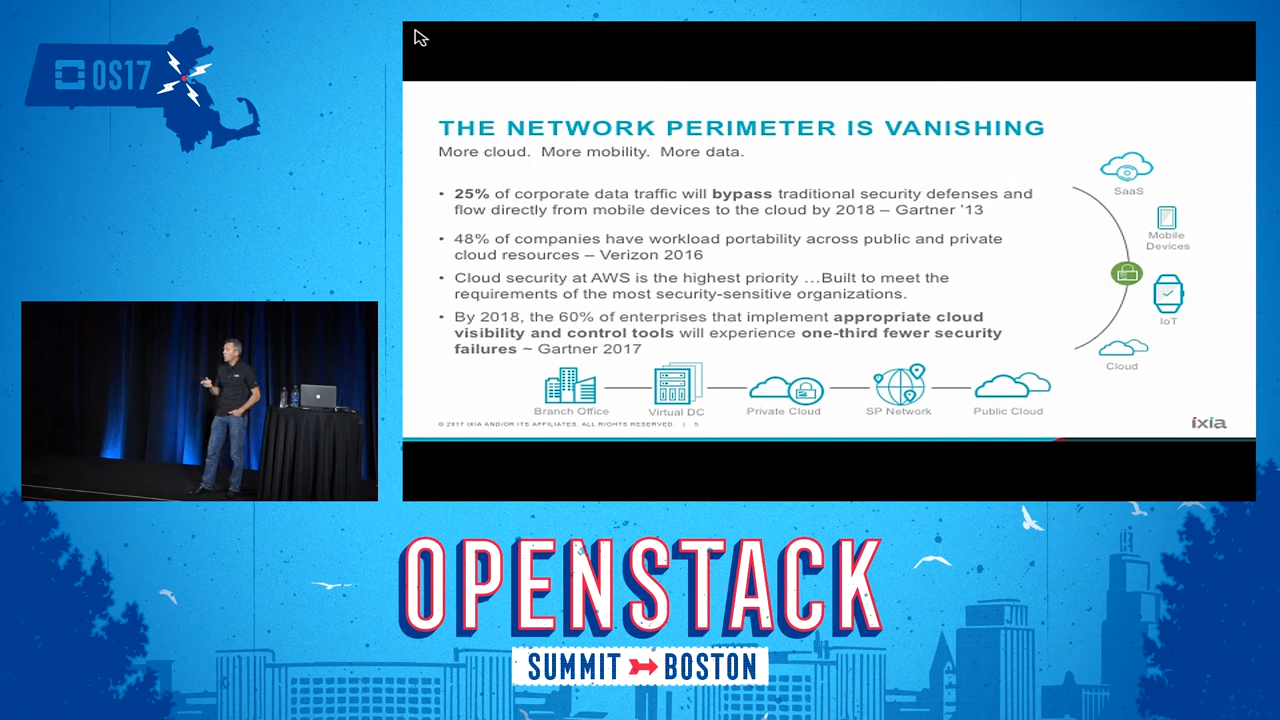 OS17
THE NETWORK PERIMETER IS VANISHING
More cloud. More mobility. More data.
• 25% of corporate data traffic will bypass traditional security defenses and
flow directly from mobile devices to the cloud by 2018 – Gartner '13
• 48% of companies have workload portability across public and private
cloud resources – Verizon 2016
• Cloud security at AWS is the highest priority …Built to meet the
requirements of the most security-sensitive organizations.
• By 2018, the 60% of enterprises that implement appropriate cloud
visibility and control tools will experience one-third fewer security
failures ~ Gartner 2017
SaaS
Mobile
Devices
IoT
Cloud
Branch Office
Virtual DC
Private Cloud
SP Network
Public Cloud
© 2017 IXIA AND/OR ITS AFFILIATES. ALL RIGHTS RESERVED. | 5
ixia
OPENSTACK
SUMMIT BOSTON